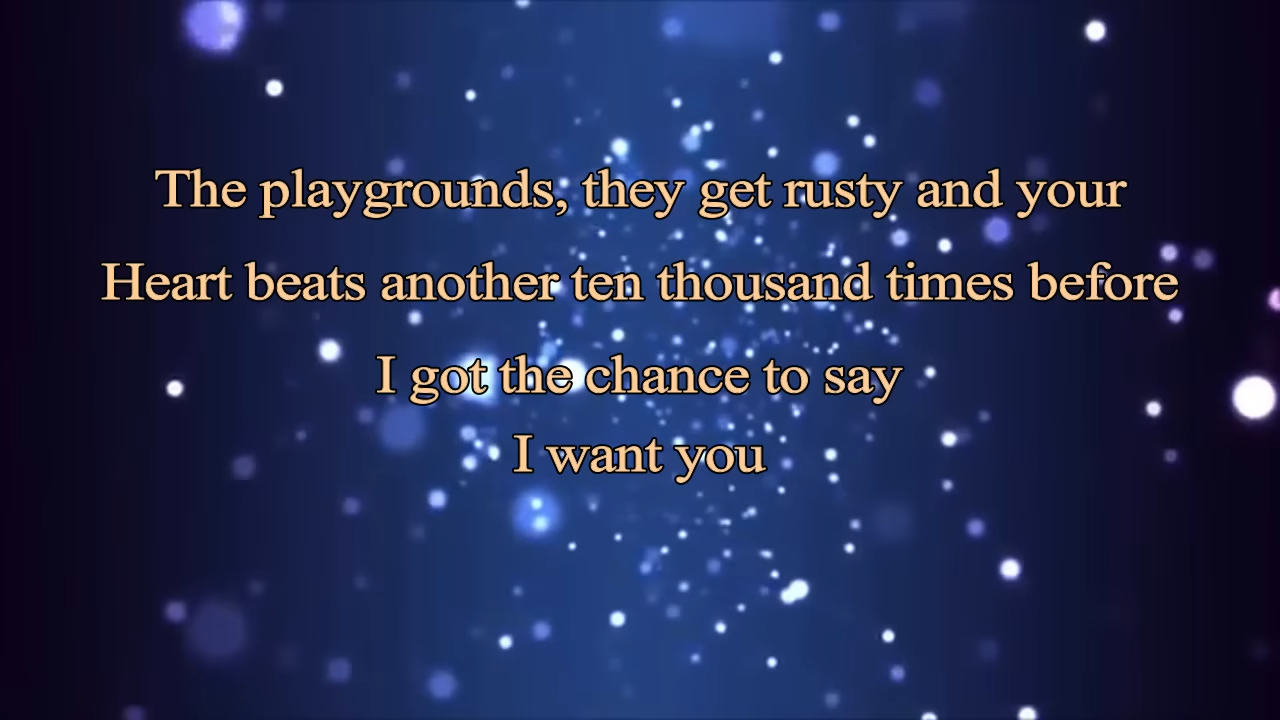 The playgrounds, they get rusty and your
Heart beats another ten thousand times before
I got the chance to say
I want you